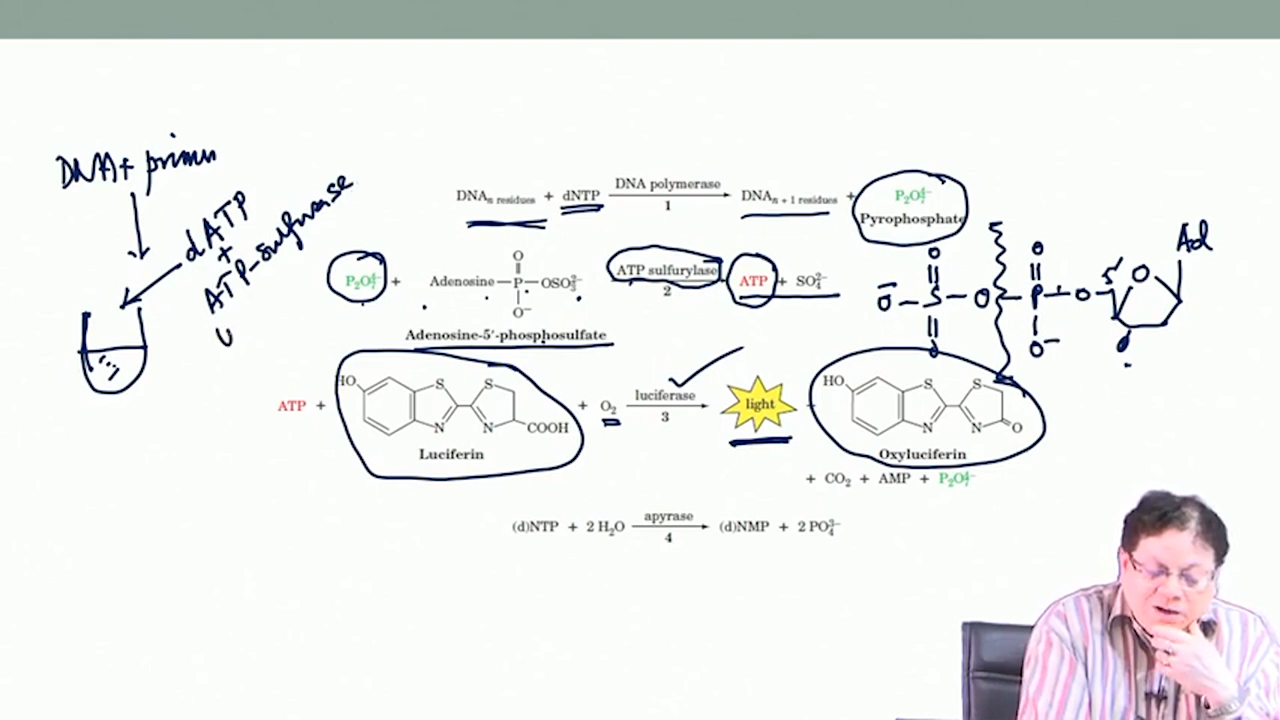 DNA + primer
dATP
+
ATP-sulfurase
DNAn residues + dNTP DNA polymerase 1 DNAn + 1 residues + P2O7^4−
Pyrophosphate
P2O7^4− + Adenosine—P—OSO3^2− ATP sulfurylase 2 ATP + SO4^2−
O
O−
Adenosine-5′-phosphosulfate
O O Ad
−O—S—O—P—O 5′ O
O O−
ATP + HO S S N N COOH + O2 luciferase 3 light + HO S S N N O
Luciferin Oxyluciferin
+ CO2 + AMP + P2O7^4−
(d)NTP + 2 H2O apyrase 4 (d)NMP + 2 PO4^3−